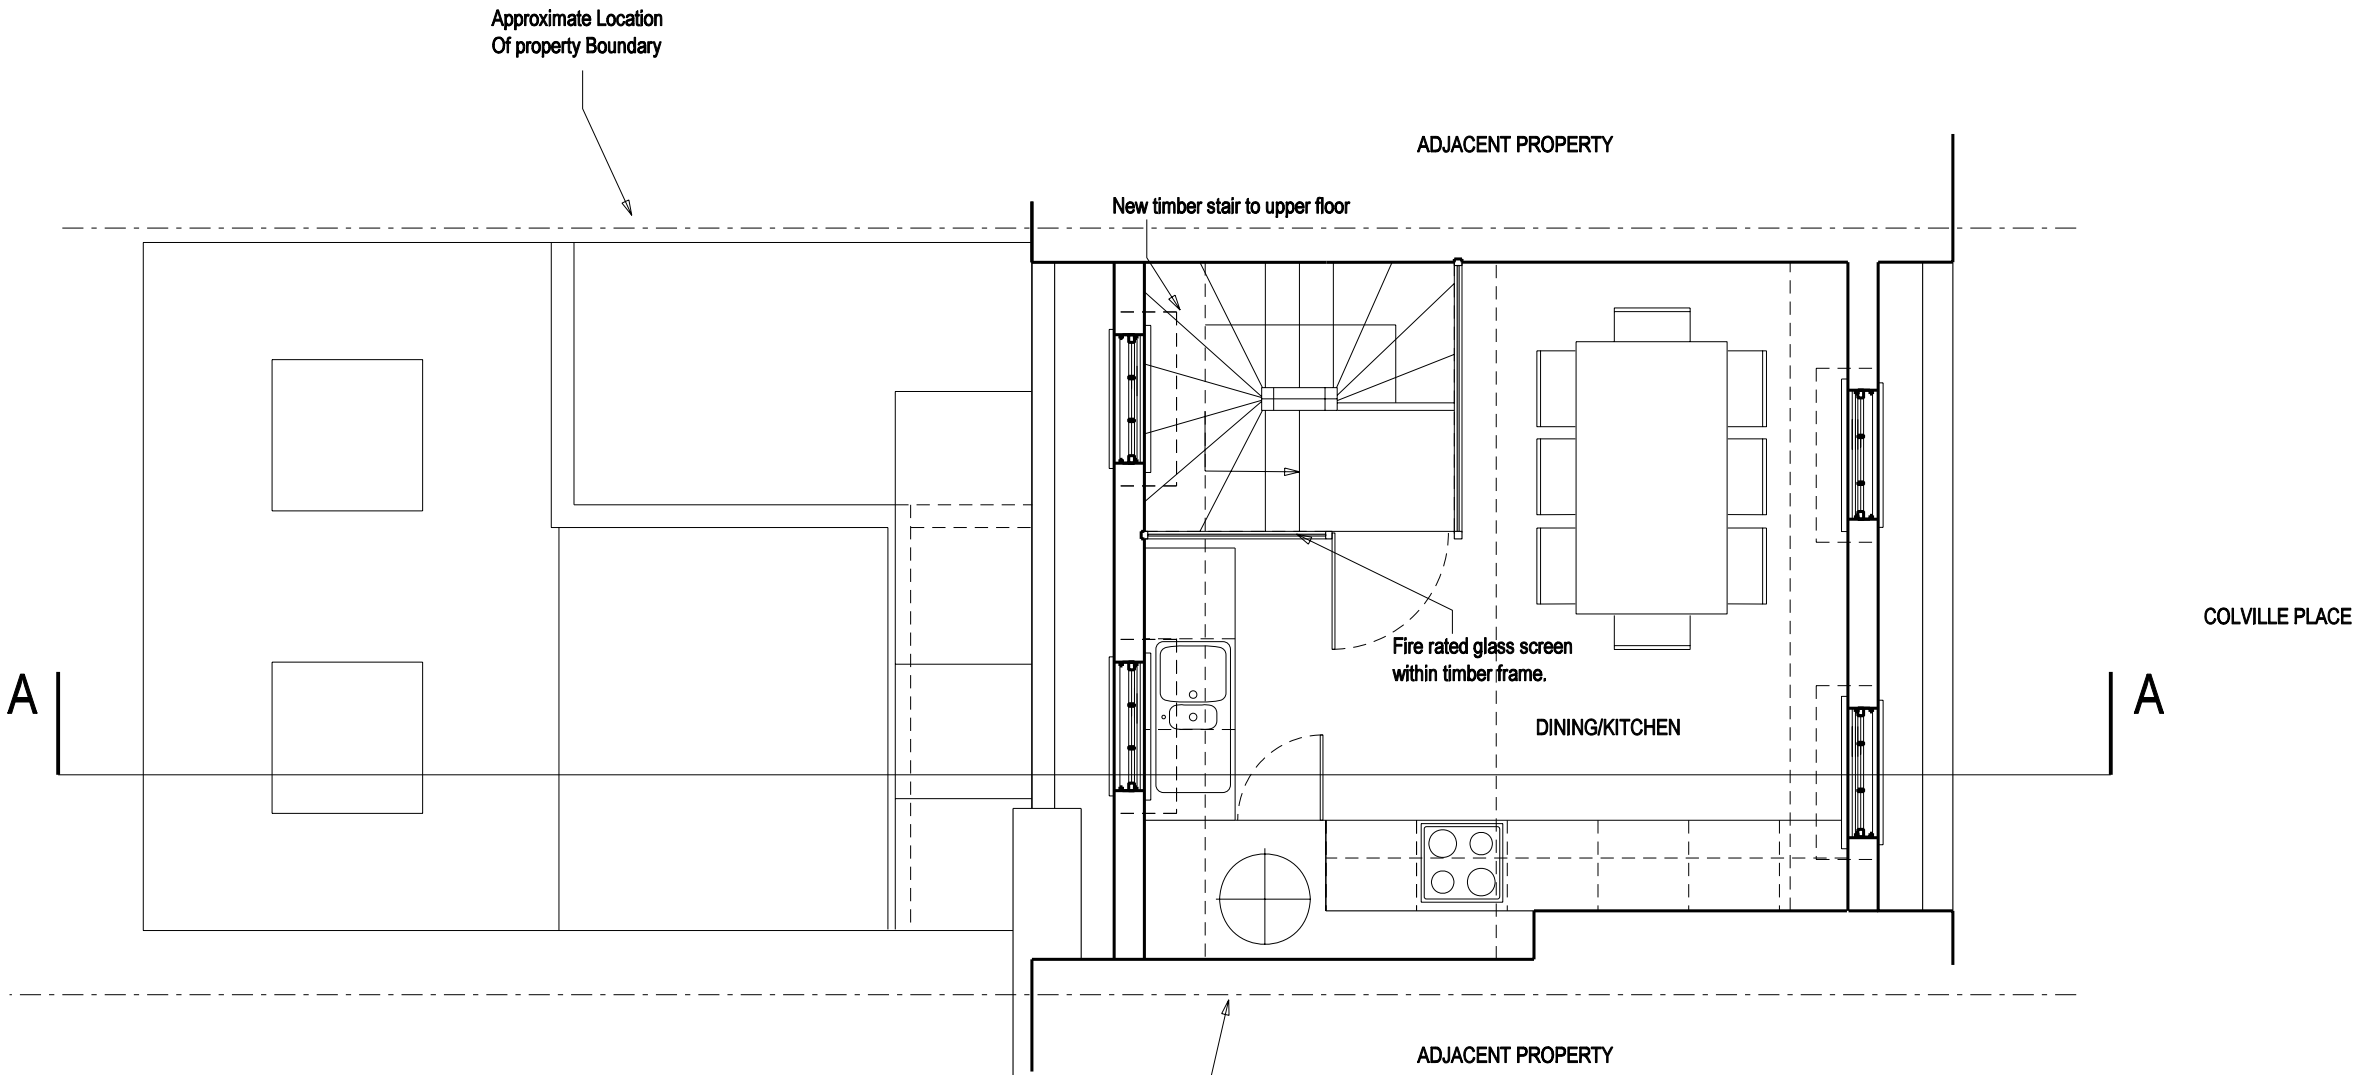 Approximate Location
Of property Boundary
ADJACENT PROPERTY
New timber stair to upper floor
COLVILLE PLACE
Fire rated glass screen
within timber frame.
A
A
DINING/KITCHEN
ADJACENT PROPERTY